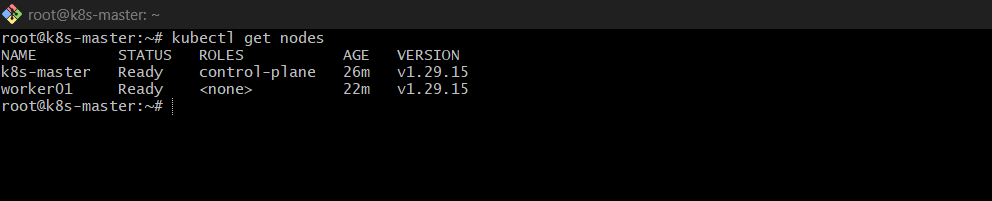 root@k8s-master: ~
root@k8s-master:~# kubectl get nodes
NAME         STATUS   ROLES           AGE   VERSION
k8s-master   Ready    control-plane   26m   v1.29.15
worker01     Ready    <none>          22m   v1.29.15
root@k8s-master:~#